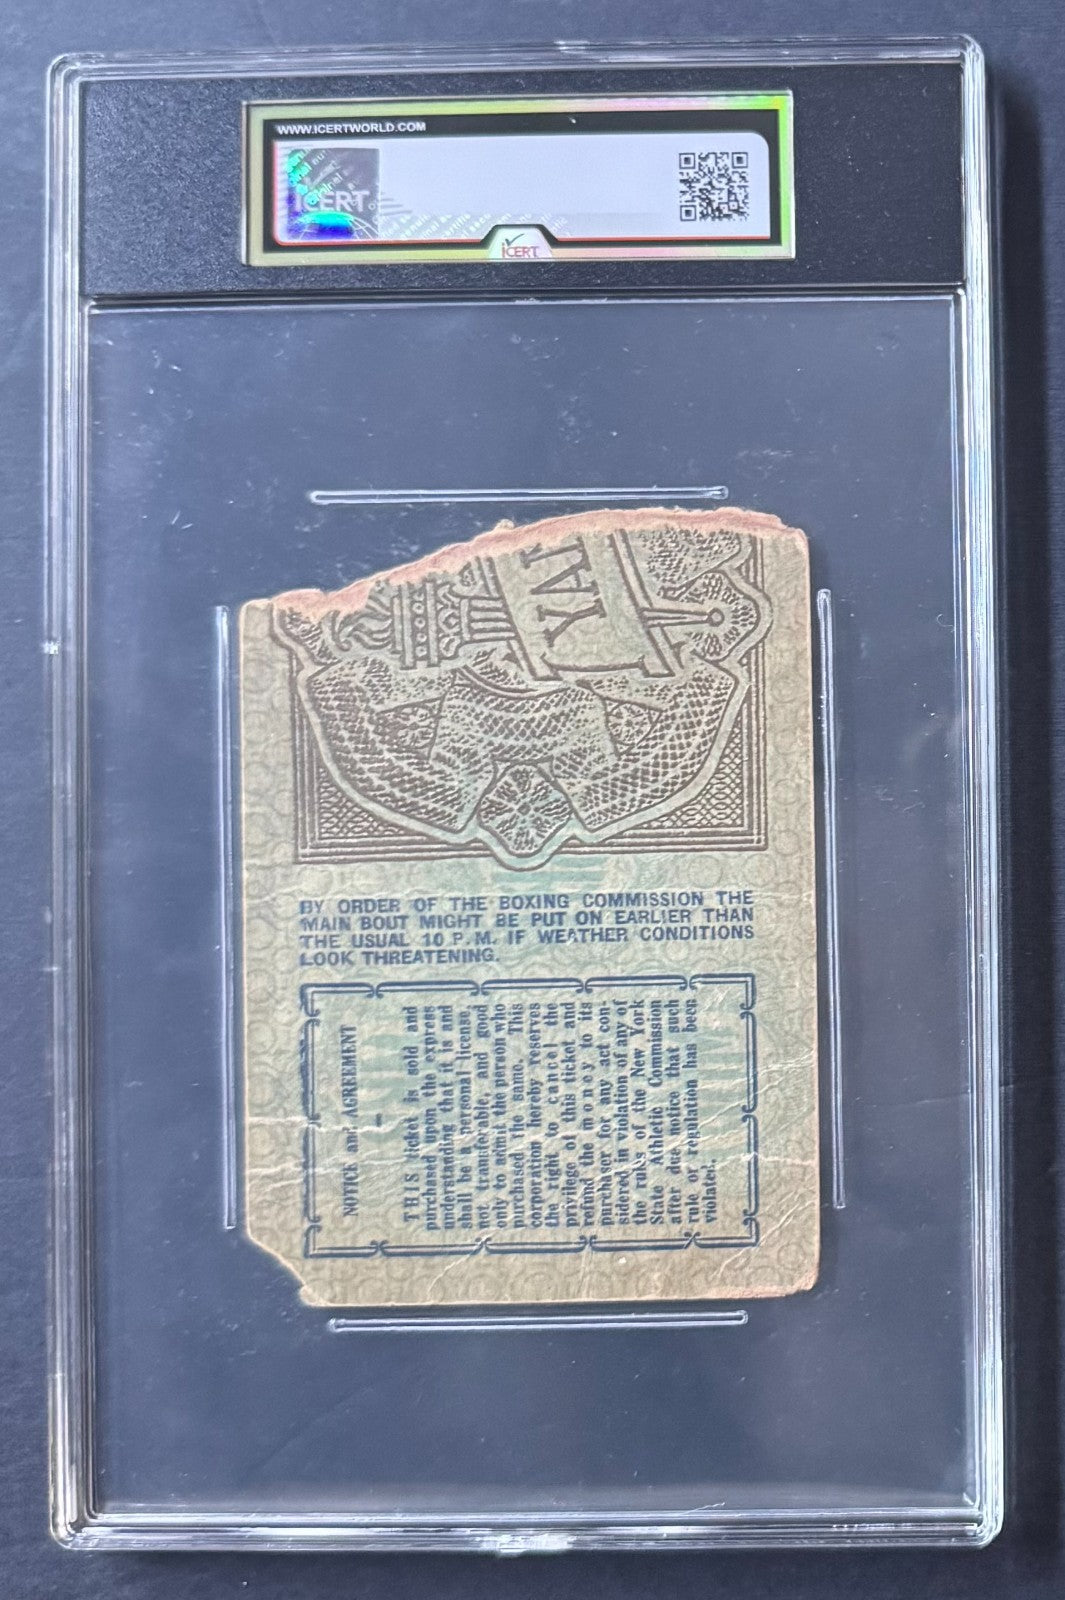 WWW.ICERTWORLD.COM
ICERT
ICERT
YAN
BY ORDER OF THE BOXING COMMISSION THE
MAIN BOUT MIGHT BE PUT ON EARLIER THAN
THE USUAL 10 P.M. IF WEATHER CONDITIONS
LOOK THREATENING.
NOTICE and AGREEMENT
THIS ticket is sold and
purchased upon the express
understanding that it is and
shall be a personal license,
not transferable, and good
only to admit the person who
purchased the same. This
corporation hereby reserves
the right to cancel the
privilege of this ticket and
refund the money to its
purchaser for any act con-
sidered in violation of any of
the rules of the New York
State Athletic Commission
after due notice that such
rule or regulation has been
violated.